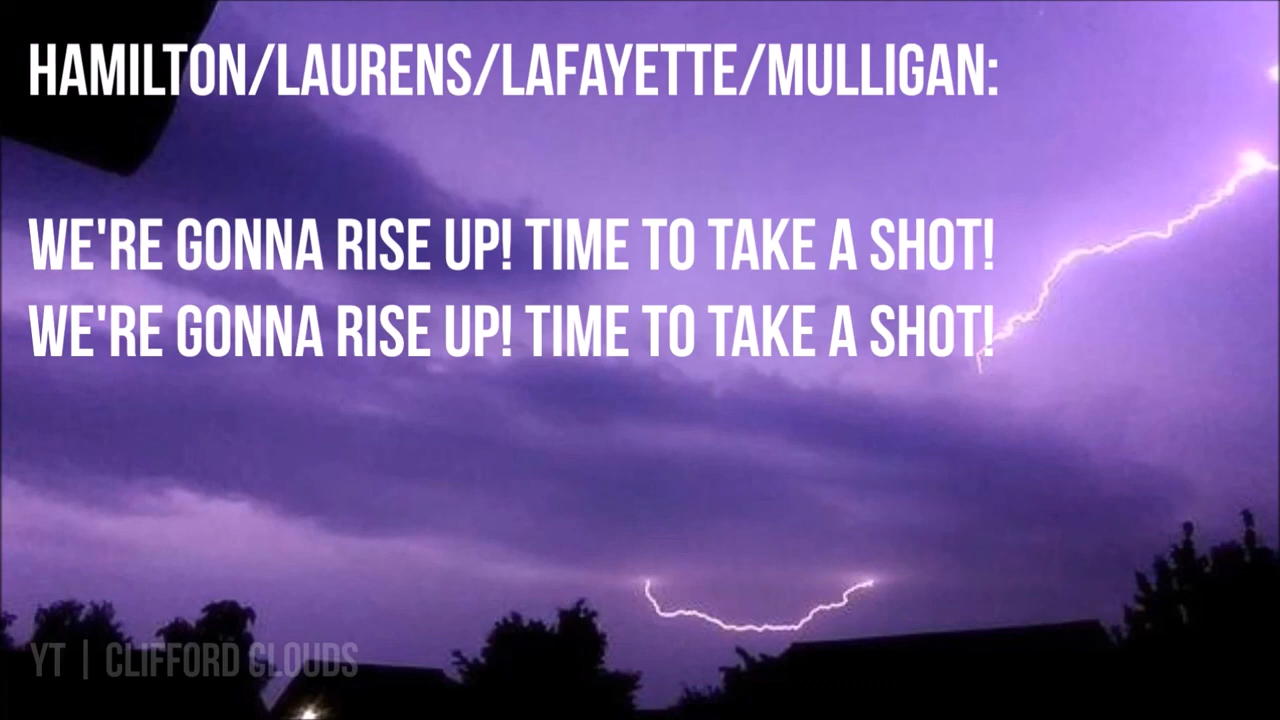 HAMILTON/LAURENS/LAFAYETTE/MULLIGAN:
WE'RE GONNA RISE UP! TIME TO TAKE A SHOT!
WE'RE GONNA RISE UP! TIME TO TAKE A SHOT!
YT | CLIFFORD CLOUDS